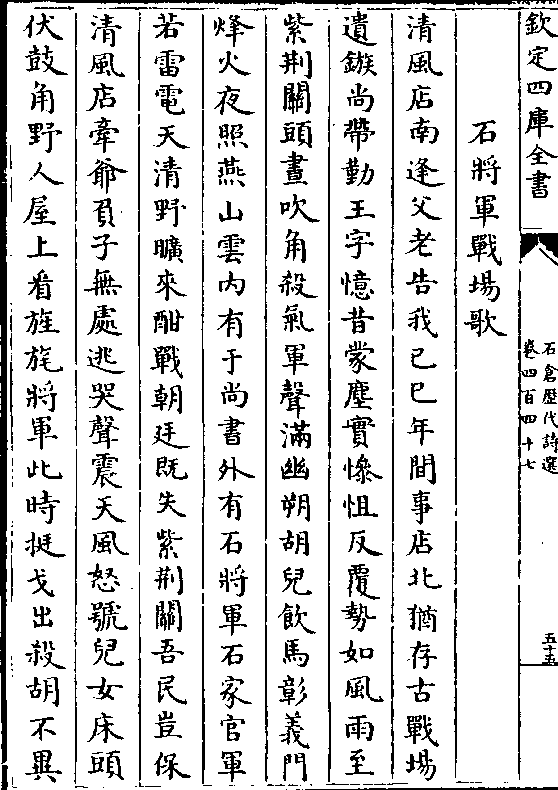 欽定四庫全書
石倉歷代詩選
卷四百四十七
五十五
石將軍戰場歌
清風店南逢父老告我己巳年間事店北猶存古戰場
遺鏃尚帶勤王字憶昔蒙塵實慘怛反覆勢如風雨至
紫荆關頭晝吹角殺氣軍聲滿幽朔胡兒飲馬彰義門
烽火夜照燕山雲内有于尚書外有石將軍石家官軍
若雷電天清野曠來酣戰朝廷既失紫荆關吾民豈保
清風店牽爺負子無處逃哭聲震天風怒號兒女床頭
伏鼓角野人屋上看旌旄將軍此時挺戈出殺胡不異